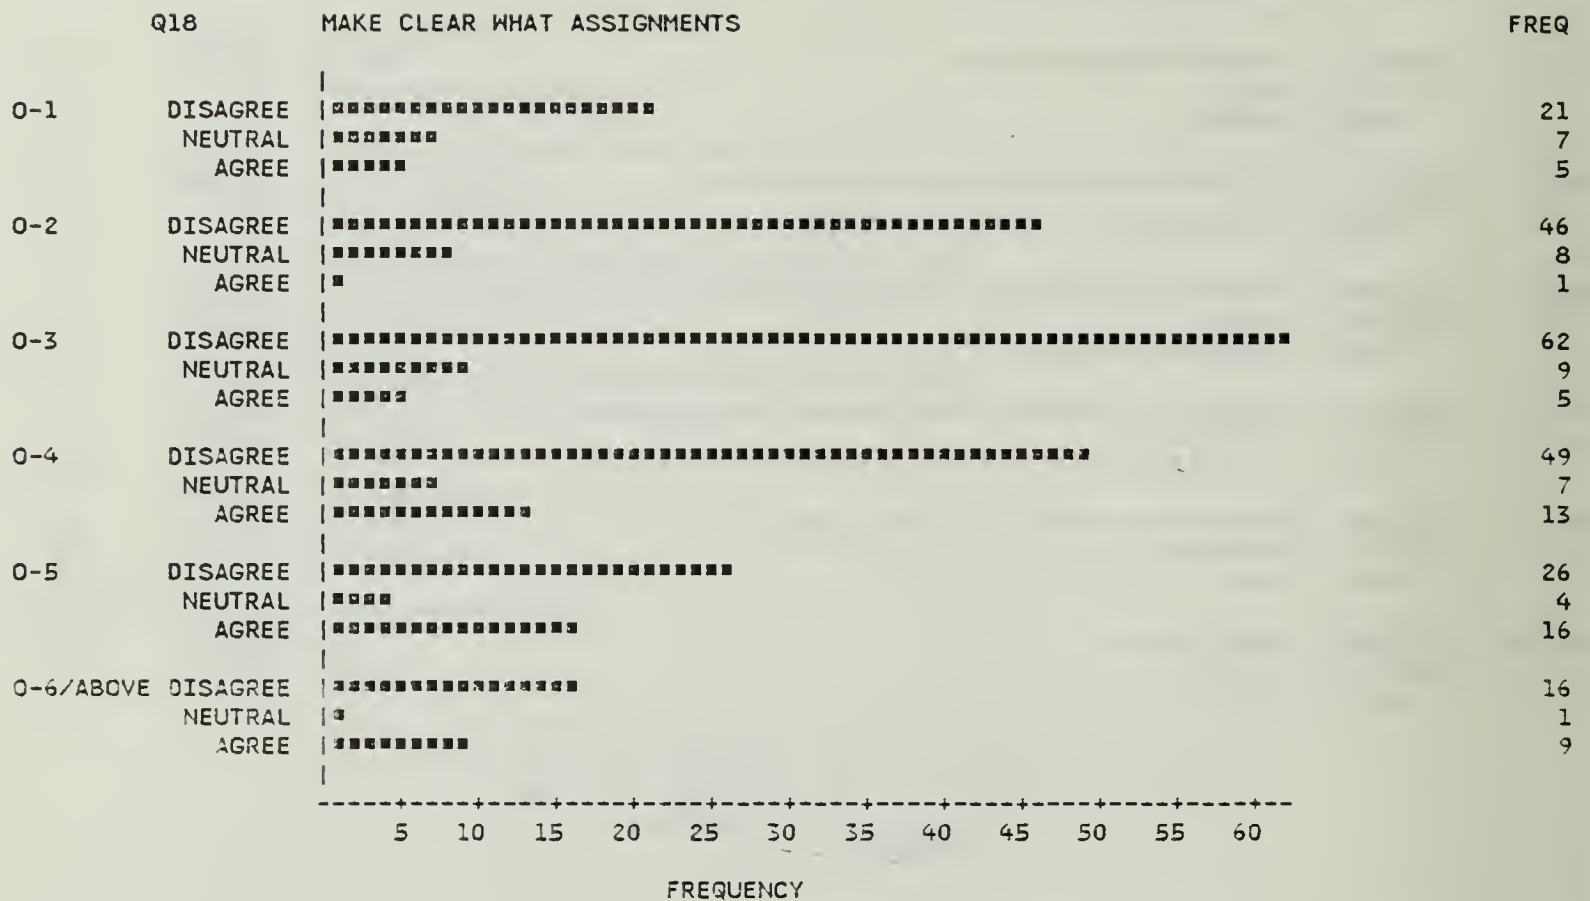 Q18 MAKE CLEAR WHAT ASSIGNMENTS FREQ
O-1 DISAGREE 21
NEUTRAL 7
AGREE 5
O-2 DISAGREE 46
NEUTRAL 8
AGREE 1
O-3 DISAGREE 62
NEUTRAL 9
AGREE 5
O-4 DISAGREE 49
NEUTRAL 7
AGREE 13
O-5 DISAGREE 26
NEUTRAL 4
AGREE 16
O-6/ABOVE DISAGREE 16
NEUTRAL 1
AGREE 9
5 10 15 20 25 30 35 40 45 50 55 60
FREQUENCY